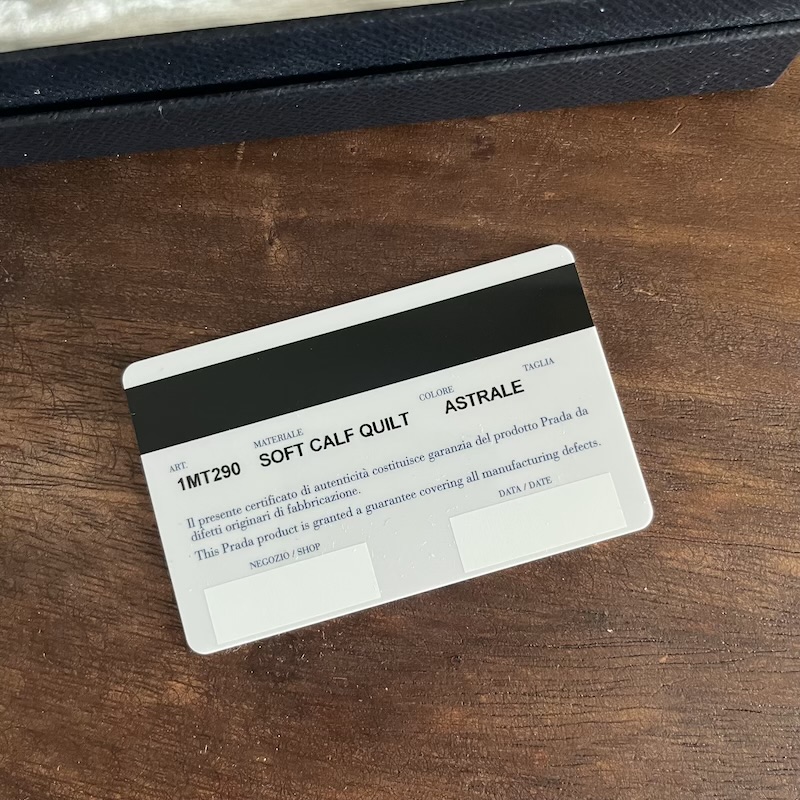 ART. MATERIALE COLORE TAGLIA
1MT290 SOFT CALF QUILT ASTRALE
Il presente certificato di autenticità costituisce garanzia del prodotto Prada da
difetti originari di fabbricazione.
This Prada product is granted a guarantee covering all manufacturing defects.
NEGOZIO / SHOP DATA / DATE